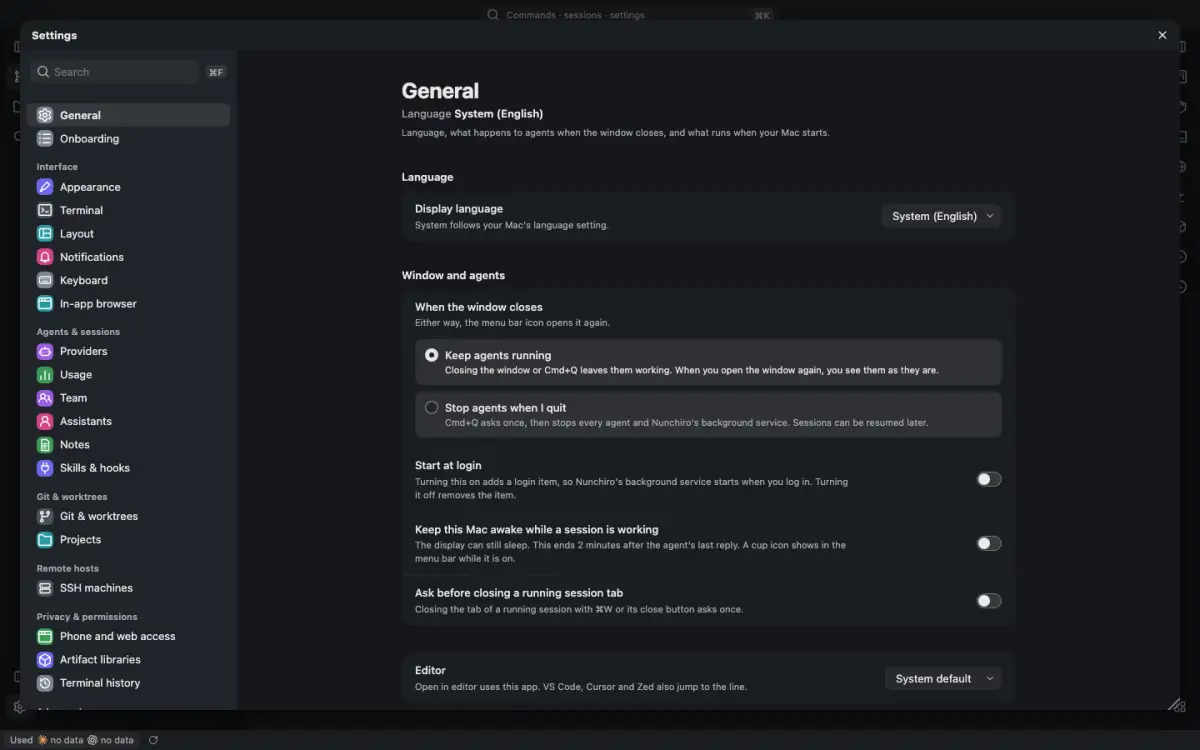 Commands · sessions · settings ⌘K
Settings
Search ⌘F
General
Onboarding
Interface
Appearance
Terminal
Layout
Notifications
Keyboard
In-app browser
Agents & sessions
Providers
Usage
Team
Assistants
Notes
Skills & hooks
Git & worktrees
Git & worktrees
Projects
Remote hosts
SSH machines
Privacy & permissions
Phone and web access
Artifact libraries
Terminal history
General
Language System (English)
Language, what happens to agents when the window closes, and what runs when your Mac starts.
Language
Display language
System follows your Mac's language setting.
System (English)
Window and agents
When the window closes
Either way, the menu bar icon opens it again.
Keep agents running
Closing the window or Cmd+Q leaves them working. When you open the window again, you see them as they are.
Stop agents when I quit
Cmd+Q asks once, then stops every agent and Nunchiro's background service. Sessions can be resumed later.
Start at login
Turning this on adds a login item, so Nunchiro's background service starts when you log in. Turning
it off removes the item.
Keep this Mac awake while a session is working
The display can still sleep. This ends 2 minutes after the agent's last reply. A cup icon shows in the
menu bar while it is on.
Ask before closing a running session tab
Closing the tab of a running session with ⌘W or its close button asks once.
Editor
Open in editor uses this app. VS Code, Cursor and Zed also jump to the line.
System default
Used no data no data